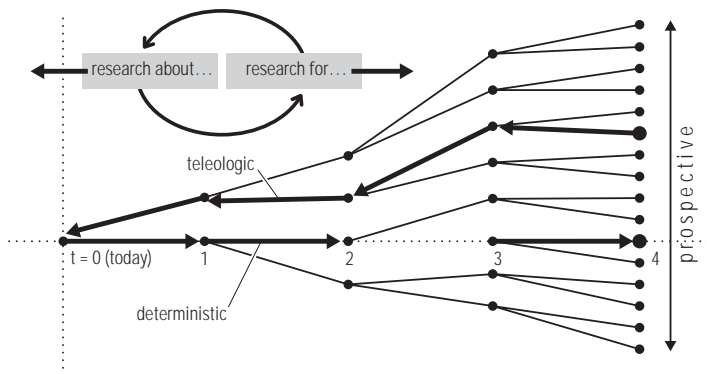 research about…
research for…
teleologic
prospective
t = 0 (today)
1
2
3
4
deterministic